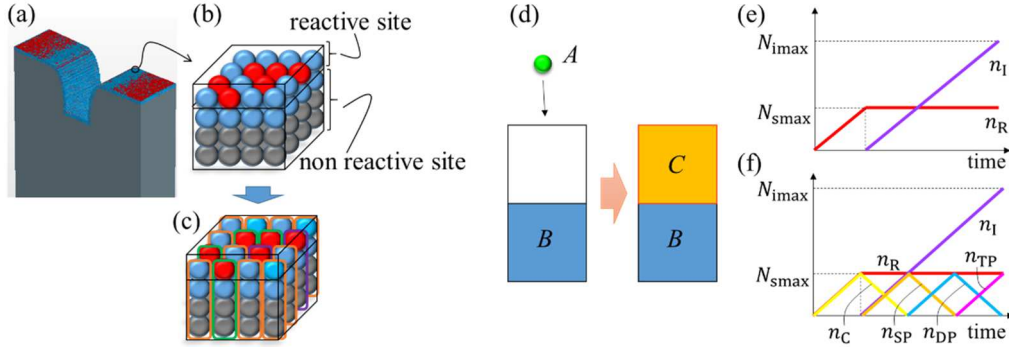 (a)
(b)
reactive site
non reactive site
(c)
(d)
A
C
B
B
(e)
N_imax
n_I
N_smax
n_R
time
(f)
N_imax
n_I
n_R
n_TP
N_smax
n_C
n_SP
n_DP
time